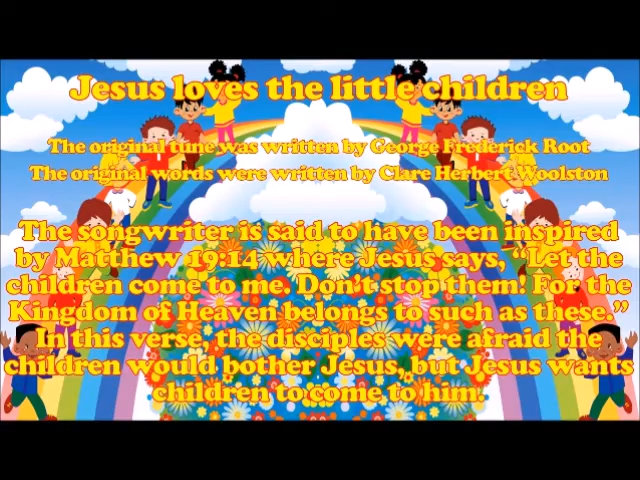 Jesus loves the little children
The original tune was written by George Frederick Root
The original words were written by Clare Herbert Woolston
The songwriter is said to have been inspired
by Matthew 19:14 where Jesus says, “Let the
children come to me. Don’t stop them! For the
Kingdom of Heaven belongs to such as these.”
In this verse, the disciples were afraid the
children would bother Jesus, but Jesus wants
children to come to him.